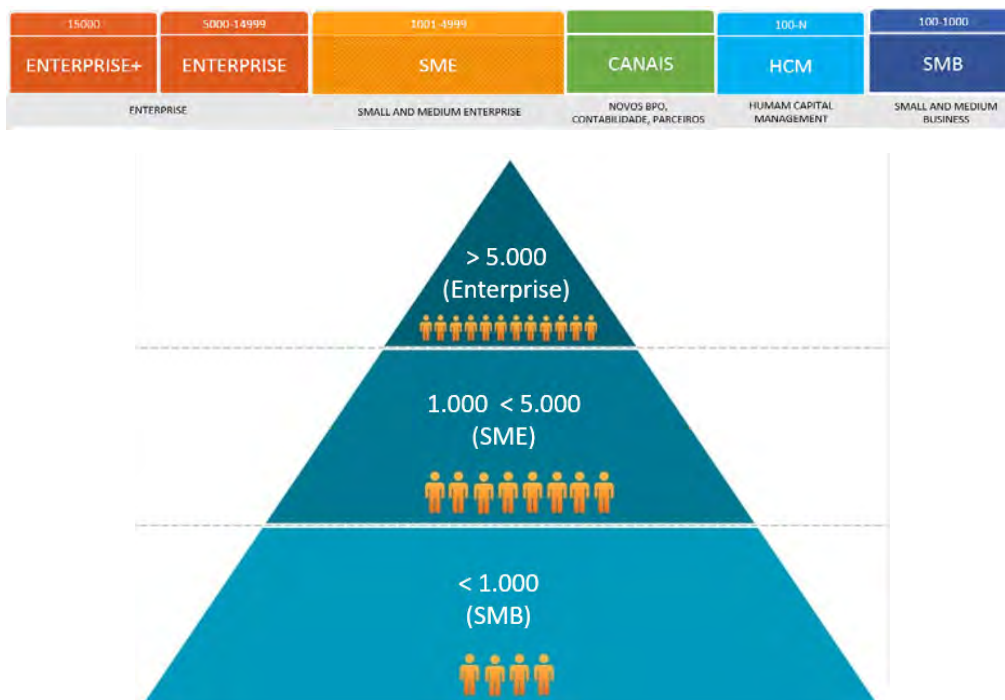 15000
5000-14999
1001-4999
100-N
100-1000
ENTERPRISE+
ENTERPRISE
SME
CANAIS
HCM
SMB
ENTERPRISE
SMALL AND MEDIUM ENTERPRISE
NOVOS BPO,
CONTABILIDADE, PARCEIROS
HUMAM CAPITAL
MANAGEMENT
SMALL AND MEDIUM
BUSINESS
> 5.000
(Enterprise)
1.000 < 5.000
(SME)
< 1.000
(SMB)